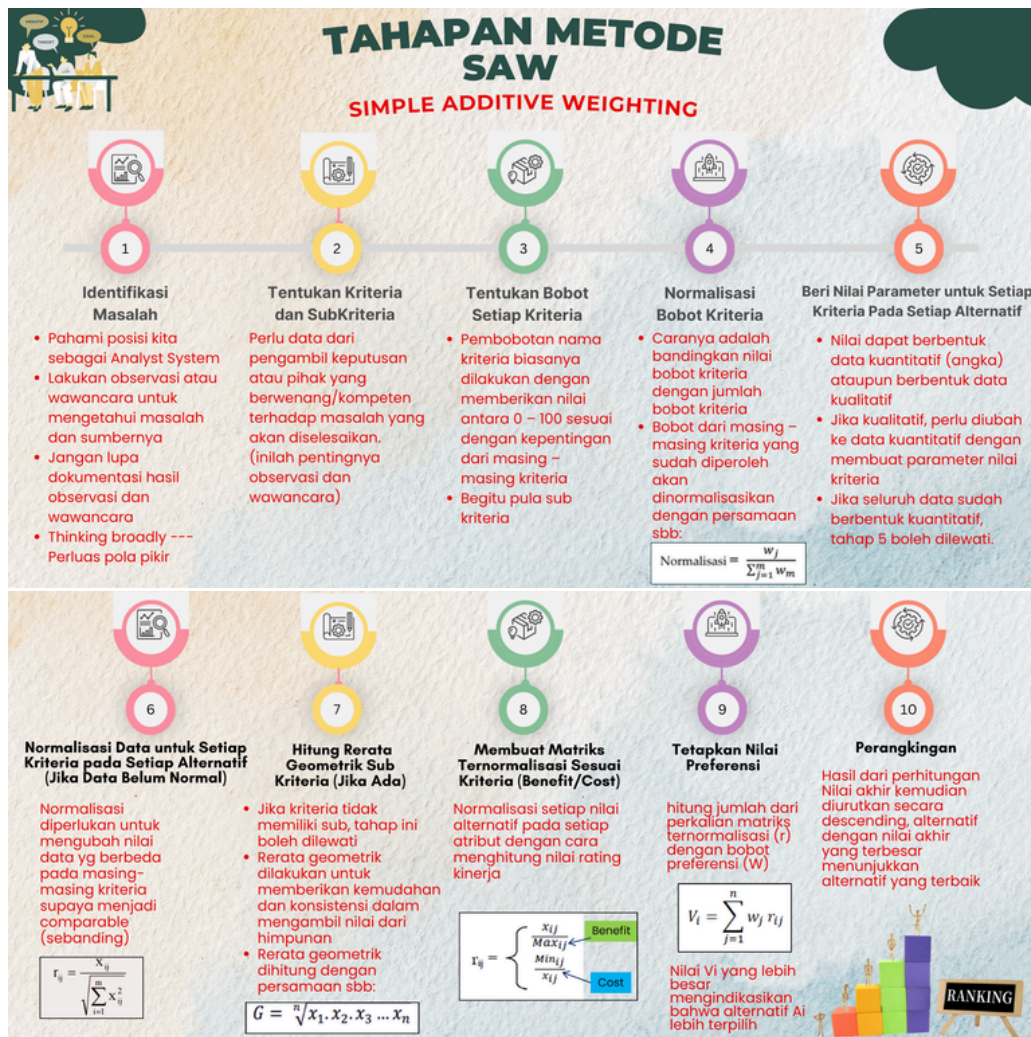 KREATIF
TARGET
GOAL
TAHAPAN METODE
SAW
SIMPLE ADDITIVE WEIGHTING
1
Identifikasi
Masalah
• Pahami posisi kita
sebagai Analyst System
• Lakukan observasi atau
wawancara untuk
mengetahui masalah
dan sumbernya
• Jangan lupa
dokumentasi hasil
observasi dan
wawancara
• Thinking broadly ---
Perluas pola pikir
2
Tentukan Kriteria
dan SubKriteria
Perlu data dari
pengambil keputusan
atau pihak yang
berwenang/kompeten
terhadap masalah yang
akan diselesaikan.
(inilah pentingnya
observasi dan
wawancara)
3
Tentukan Bobot
Setiap Kriteria
• Pembobotan nama
kriteria biasanya
dilakukan dengan
memberikan nilai
antara 0 – 100 sesuai
dengan kepentingan
dari masing –
masing kriteria
• Begitu pula sub
kriteria
4
Normalisasi
Bobot Kriteria
• Caranya adalah
bandingkan nilai
bobot kriteria
dengan jumlah
bobot kriteria
• Bobot dari masing –
masing kriteria yang
sudah diperoleh
akan
dinormalisasikan
dengan persamaan
sbb:
Normalisasi = w_j / ∑_{j=1}^{m} w_m
5
Beri Nilai Parameter untuk Setiap
Kriteria Pada Setiap Alternatif
• Nilai dapat berbentuk
data kuantitatif (angka)
ataupun berbentuk data
kualitatif
• Jika kualitatif, perlu diubah
ke data kuantitatif dengan
membuat parameter nilai
kriteria
• Jika seluruh data sudah
berbentuk kuantitatif,
tahap 5 boleh dilewati.
6
Normalisasi Data untuk Setiap
Kriteria pada Setiap Alternatif
(Jika Data Belum Normal)
Normalisasi
diperlukan untuk
mengubah nilai
data yg berbeda
pada masing-
masing kriteria
supaya menjadi
comparable
(sebanding)
r_ij = x_ij / √(∑_{i=1}^{m} x_ij^2)
7
Hitung Rerata
Geometrik Sub
Kriteria (Jika Ada)
• Jika kriteria tidak
memiliki sub, tahap ini
boleh dilewati
• Rerata geometrik
dilakukan untuk
memberikan kemudahan
dan konsistensi dalam
mengambil nilai dari
himpunan
• Rerata geometrik
dihitung dengan
persamaan sbb:
G = ⁿ√x₁. x₂. x₃ ... xₙ
8
Membuat Matriks
Ternormalisasi Sesuai
Kriteria (Benefit/Cost)
Normalisasi setiap nilai
alternatif pada setiap
atribut dengan cara
menghitung nilai rating
kinerja
r_ij = { x_ij / Max_ij Benefit
Min_ij / x_ij Cost
9
Tetapkan Nilai
Preferensi
hitung jumlah dari
perkalian matriks
ternormalisasi (r)
dengan bobot
preferensi (W)
V_i = ∑_{j=1}^{n} w_j r_ij
Nilai Vi yang lebih
besar
mengindikasikan
bahwa alternatif Ai
lebih terpilih
10
Perangkingan
Hasil dari perhitungan
Nilai akhir kemudian
diurutkan secara
descending, alternatif
dengan nilai akhir
yang terbesar
menunjukkan
alternatif yang terbaik
RANKING